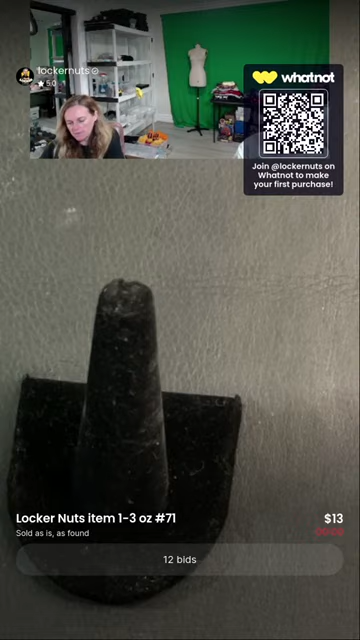 lockernuts
5.0
whatnot
Join @lockernuts on
Whatnot to make
your first purchase!
Locker Nuts item 1-3 oz #71
$13
Sold as is, as found
12 bids